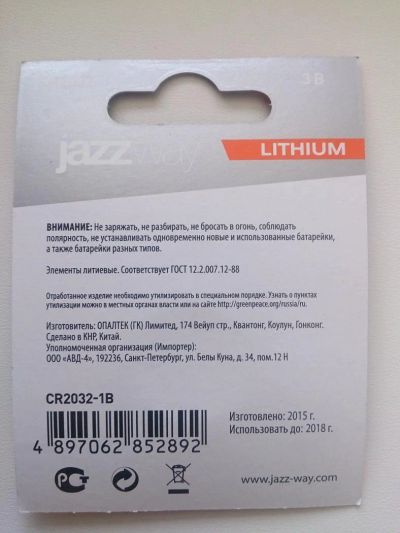 3 В
jazzway
LITHIUM
ВНИМАНИЕ: Не заряжать, не разбирать, не бросать в огонь, соблюдать
полярность, не устанавливать одновременно новые и использованные батарейки,
а также батарейки разных типов.
Элементы литиевые. Соответствует ГОСТ 12.2.007.12-88
Отработанное изделие необходимо утилизировать в специальном порядке. Узнать о пунктах
утилизации можно в местных органах власти или на сайте http://greenpeace.org/russia/ru.
Изготовитель: ОПАЛТЕК (ГК) Лимитед, 174 Вейуп стр., Квантонг, Коулун, Гонконг.
Сделано в КНР, Китай.
Уполномоченная организация (Импортер):
ООО «АВД-4», 192236, Санкт-Петербург, ул. Белы Куна, д. 34, пом.12 Н
CR2032-1B
Изготовлено: 2015 г.
Использовать до: 2018 г.
4 897062 852892
www.jazz-way.com